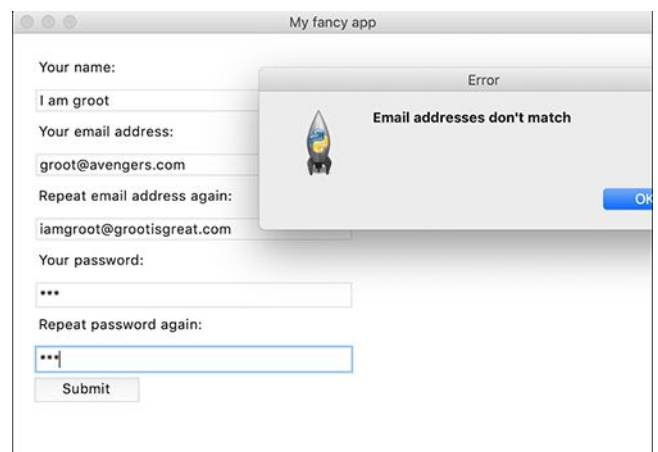 My fancy app
Your name:
I am groot
Your email address:
groot@avengers.com
Repeat email address again:
iamgroot@grootisgreat.com
Your password:
•••
Repeat password again:
•••
Submit
Error
Email addresses don't match
OK